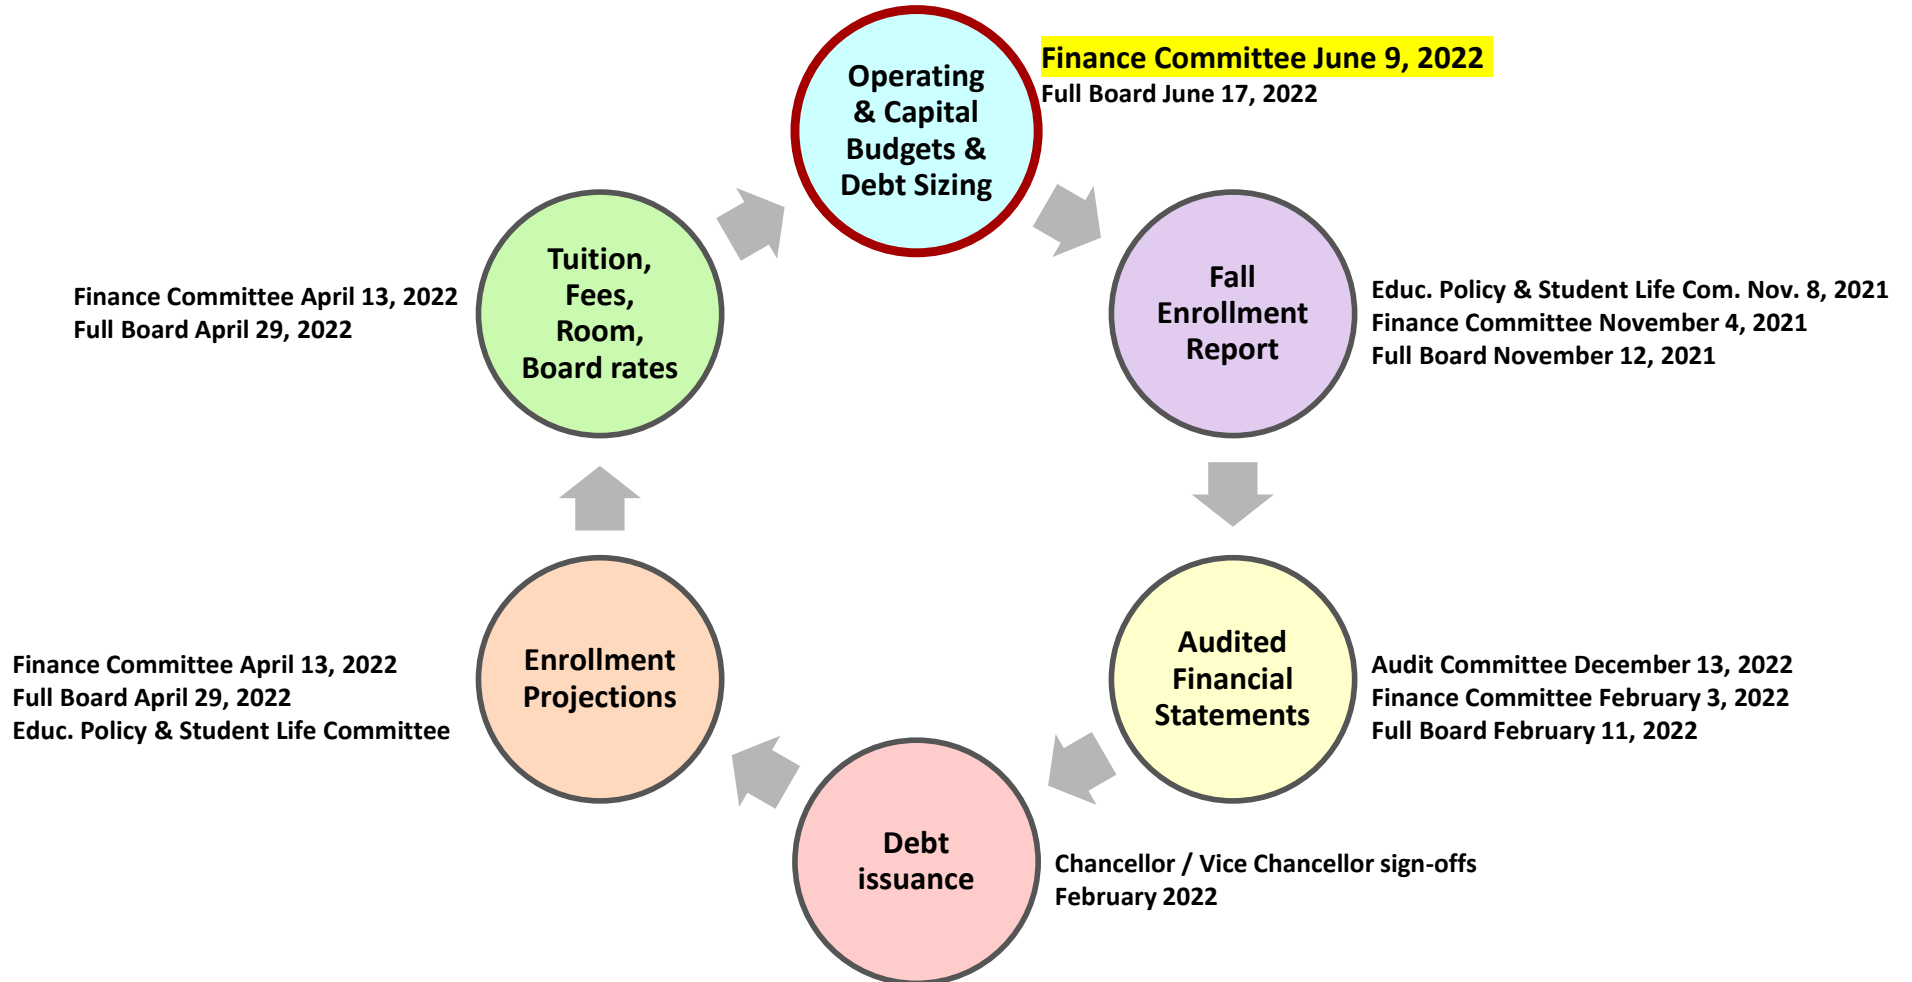 Operating
& Capital
Budgets &
Debt Sizing
Finance Committee June 9, 2022
Full Board June 17, 2022
Fall
Enrollment
Report
Educ. Policy & Student Life Com. Nov. 8, 2021
Finance Committee November 4, 2021
Full Board November 12, 2021
Audited
Financial
Statements
Audit Committee December 13, 2022
Finance Committee February 3, 2022
Full Board February 11, 2022
Debt
issuance
Chancellor / Vice Chancellor sign-offs
February 2022
Enrollment
Projections
Finance Committee April 13, 2022
Full Board April 29, 2022
Educ. Policy & Student Life Committee
Tuition,
Fees,
Room,
Board rates
Finance Committee April 13, 2022
Full Board April 29, 2022